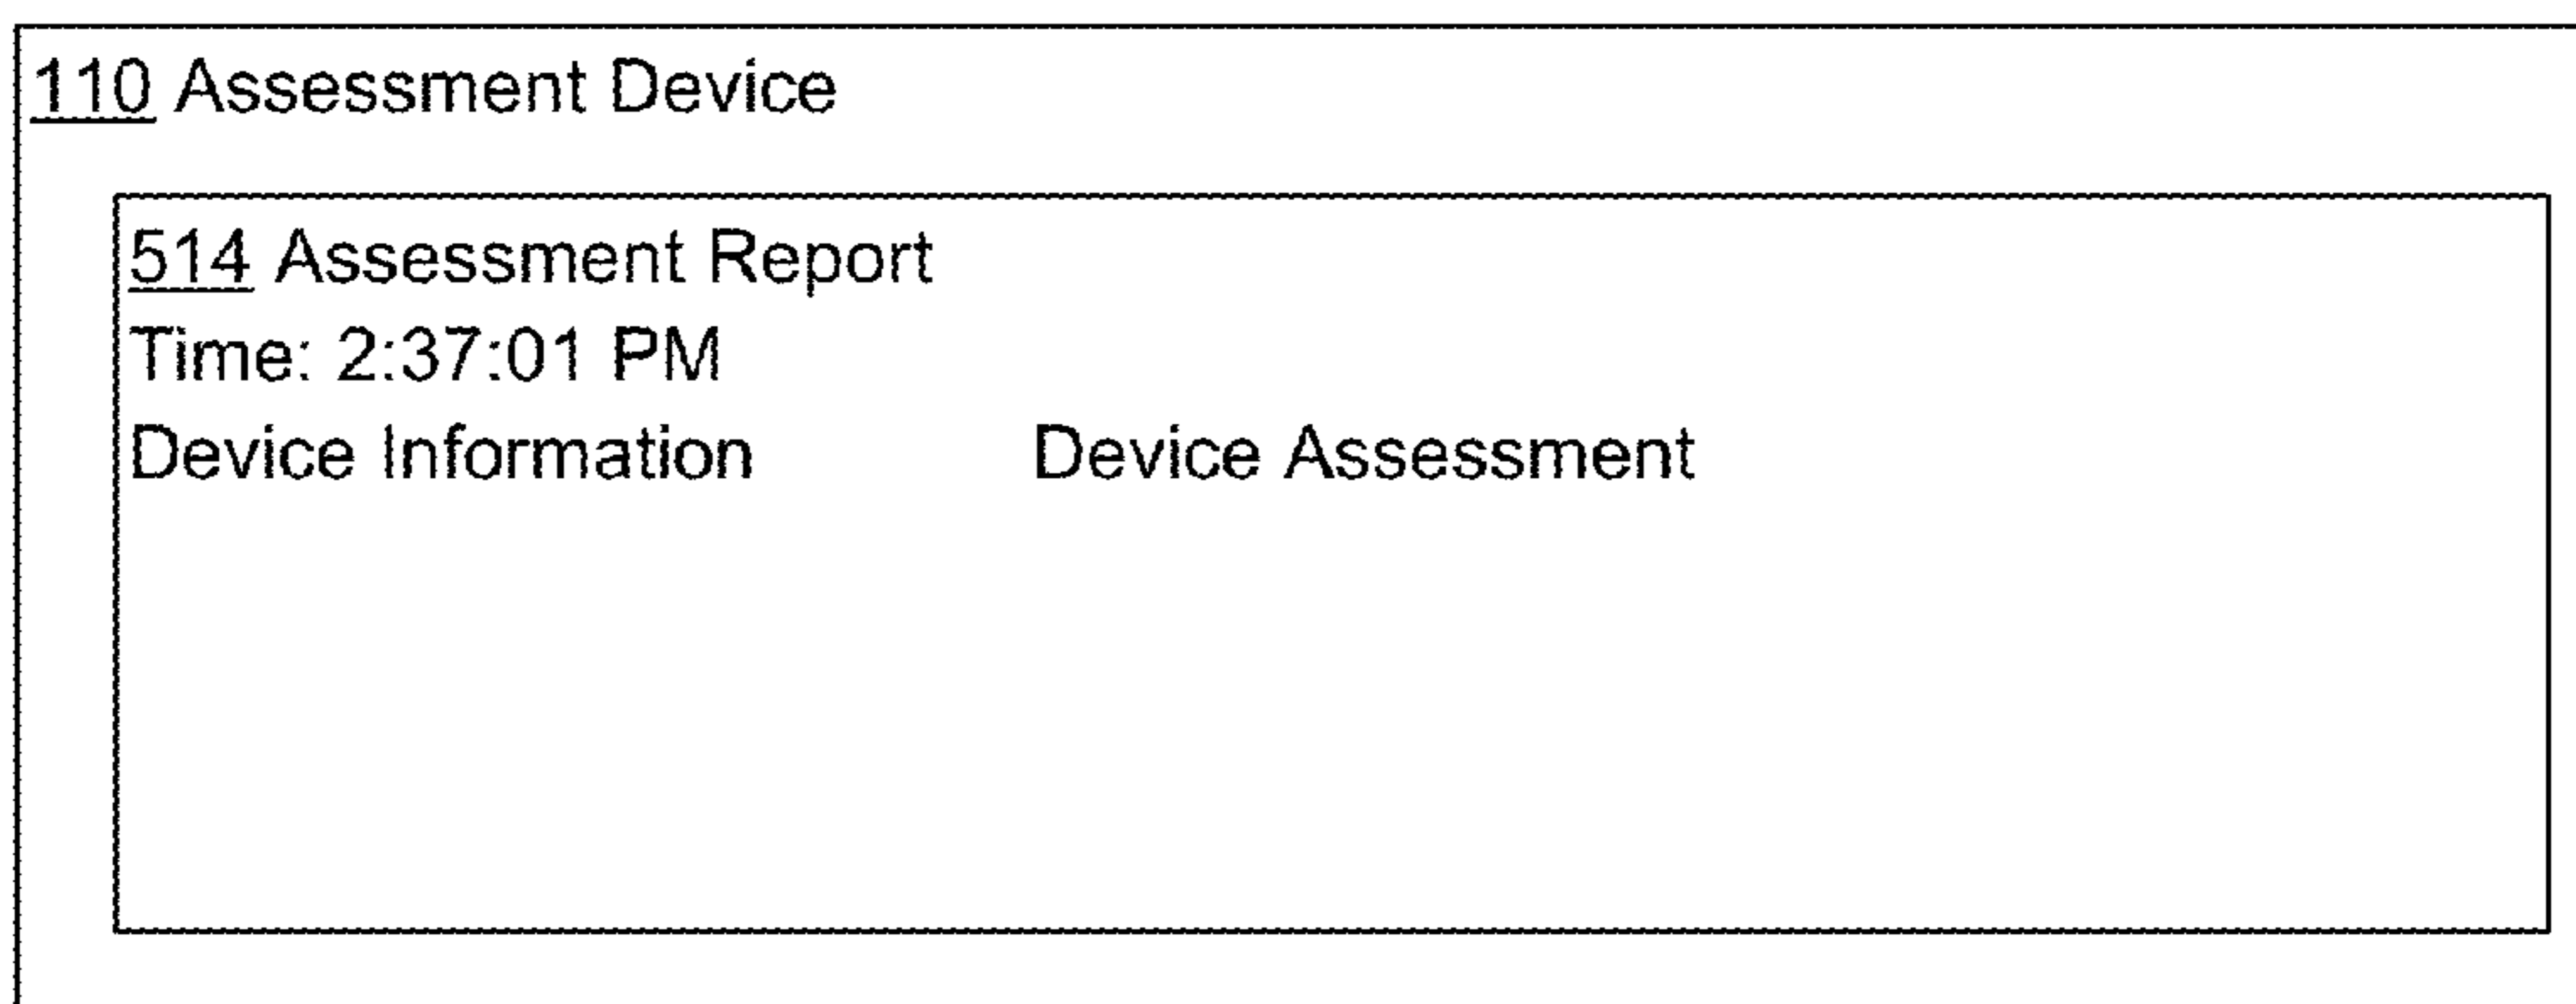 110 Assessment Device
514 Assessment Report
Time: 2:37:01 PM
Device Information Device Assessment